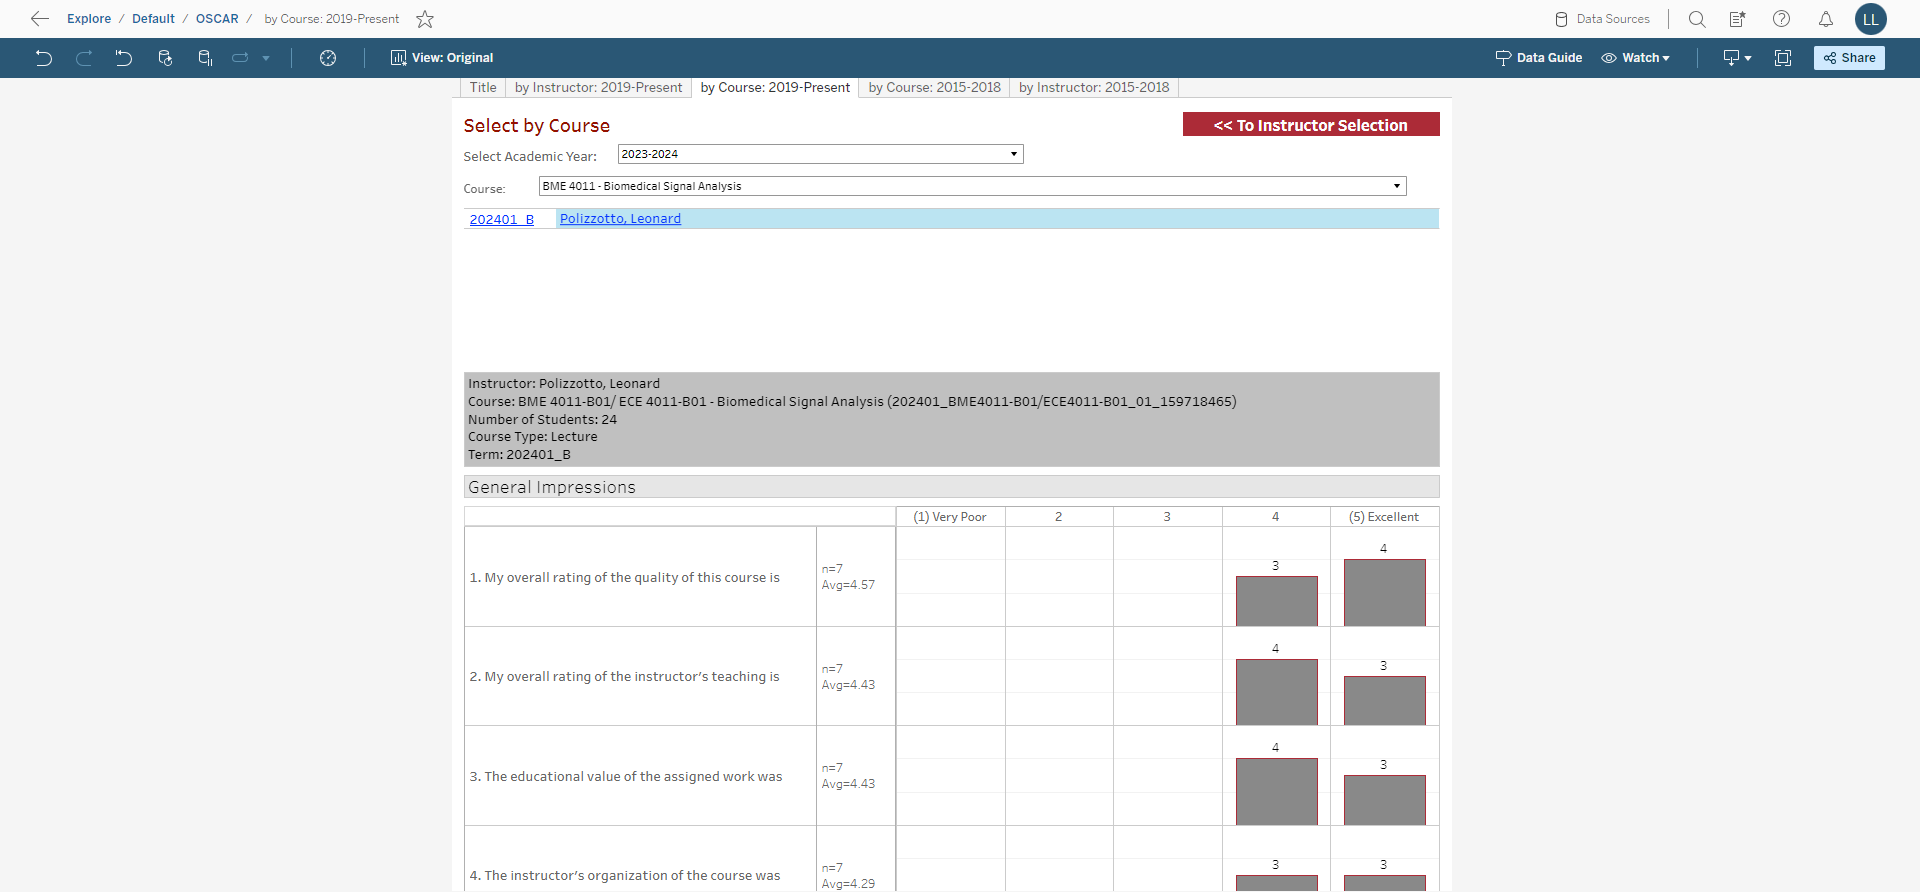 Explore / Default / OSCAR / by Course: 2019-Present
Data Sources
LL
View: Original
Data Guide
Watch
Share
Title
by Instructor: 2019-Present
by Course: 2019-Present
by Course: 2015-2018
by Instructor: 2015-2018
Select by Course
<< To Instructor Selection
Select Academic Year: 2023-2024
Course: BME 4011 - Biomedical Signal Analysis
202401_B Polizzotto, Leonard
Instructor: Polizzotto, Leonard
Course: BME 4011-B01/ ECE 4011-B01 - Biomedical Signal Analysis (202401_BME4011-B01/ECE4011-B01_01_159718465)
Number of Students: 24
Course Type: Lecture
Term: 202401_B
General Impressions
(1) Very Poor 2 3 4 (5) Excellent
1. My overall rating of the quality of this course is
n=7
Avg=4.57
3
4
2. My overall rating of the instructor's teaching is
n=7
Avg=4.43
4
3
3. The educational value of the assigned work was
n=7
Avg=4.43
4
3
4. The instructor's organization of the course was
n=7
Avg=4.29
3
3